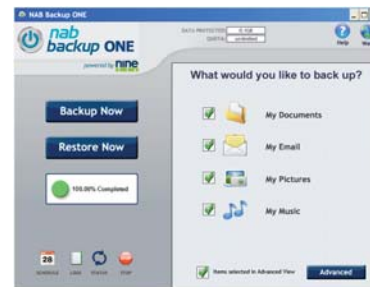 NAB Backup ONE
nab
backup ONE
powered by nine
DATA PROTECTED
QUOTA: unlimited
Help
What would you like to back up?
Backup Now
Restore Now
100.00% Completed
My Documents
My Email
My Pictures
My Music
28
SCHEDULE LOGS STATUS STOP
Items selected in Advanced View
Advanced